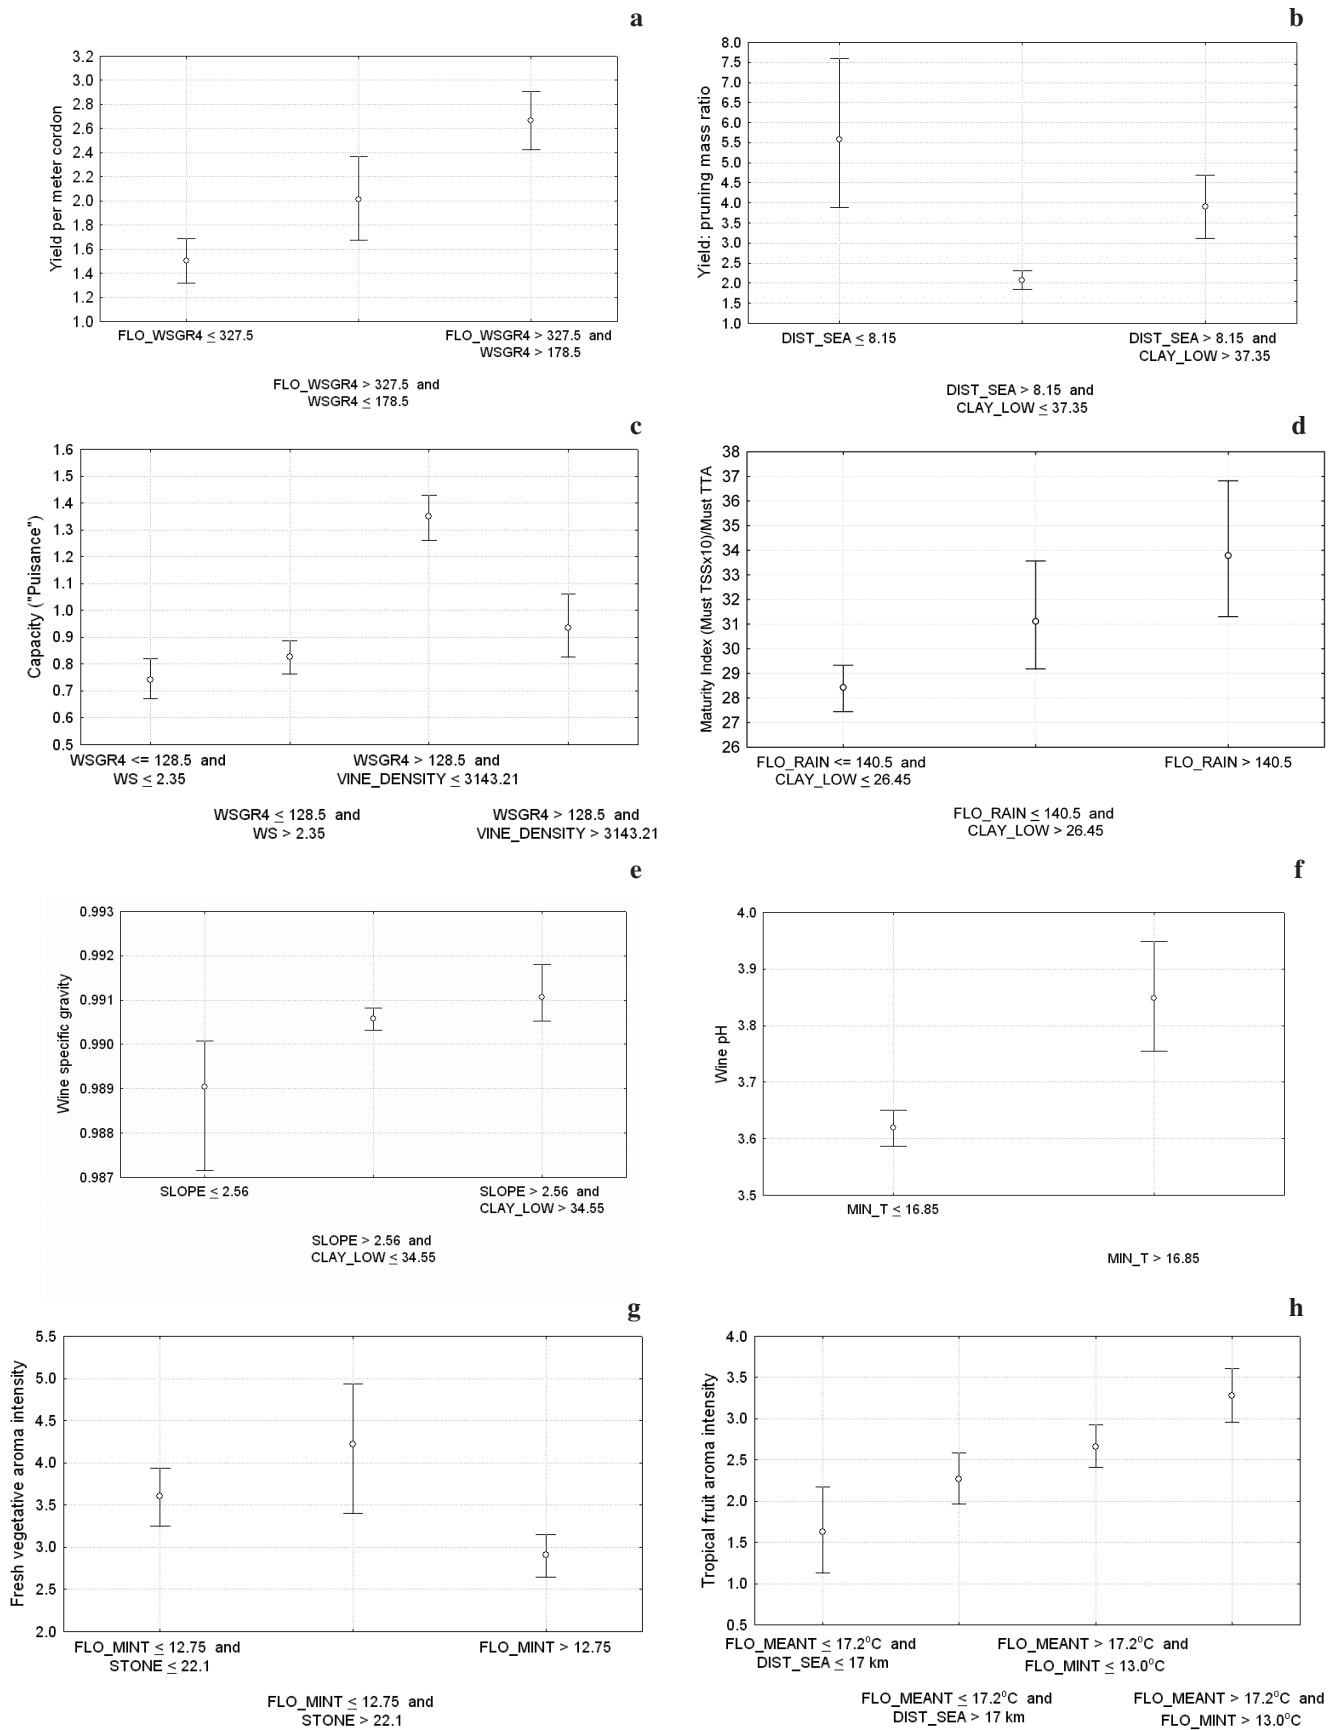 a
3.2
3.0
2.8
2.6
2.4
2.2
2.0
1.8
1.6
1.4
1.2
1.0
Yield per meter cordon
FLO_WSGR4 ≤ 327.5
FLO_WSGR4 > 327.5 and
WSGR4 > 178.5
FLO_WSGR4 > 327.5 and
WSGR4 ≤ 178.5
b
8.0
7.5
7.0
6.5
6.0
5.5
5.0
4.5
4.0
3.5
3.0
2.5
2.0
1.5
1.0
Yield: pruning mass ratio
DIST_SEA ≤ 8.15
DIST_SEA > 8.15 and
CLAY_LOW > 37.35
DIST_SEA > 8.15 and
CLAY_LOW ≤ 37.35
c
1.6
1.5
1.4
1.3
1.2
1.1
1.0
0.9
0.8
0.7
0.6
0.5
Capacity ("Puisance")
WSGR4 <= 128.5 and
WS ≤ 2.35
WSGR4 > 128.5 and
VINE_DENSITY ≤ 3143.21
WSGR4 ≤ 128.5 and
WS > 2.35
WSGR4 > 128.5 and
VINE_DENSITY > 3143.21
d
38
37
36
35
34
33
32
31
30
29
28
27
26
Maturity Index (Must TSSx10)/Must TTA
FLO_RAIN <= 140.5 and
CLAY_LOW ≤ 26.45
FLO_RAIN > 140.5
FLO_RAIN ≤ 140.5 and
CLAY_LOW > 26.45
e
0.993
0.992
0.991
0.990
0.989
0.988
0.987
Wine specific gravity
SLOPE ≤ 2.56
SLOPE > 2.56 and
CLAY_LOW > 34.55
SLOPE > 2.56 and
CLAY_LOW ≤ 34.55
f
4.0
3.9
3.8
3.7
3.6
3.5
Wine pH
MIN_T ≤ 16.85
MIN_T > 16.85
g
5.5
5.0
4.5
4.0
3.5
3.0
2.5
2.0
Fresh vegetative aroma intensity
FLO_MINT ≤ 12.75 and
STONE ≤ 22.1
FLO_MINT > 12.75
FLO_MINT ≤ 12.75 and
STONE > 22.1
h
4.0
3.5
3.0
2.5
2.0
1.5
1.0
0.5
Tropical fruit aroma intensity
FLO_MEANT ≤ 17.2°C and
DIST_SEA ≤ 17 km
FLO_MEANT > 17.2°C and
FLO_MINT ≤ 13.0°C
FLO_MEANT ≤ 17.2°C and
DIST_SEA > 17 km
FLO_MEANT > 17.2°C and
FLO_MINT > 13.0°C